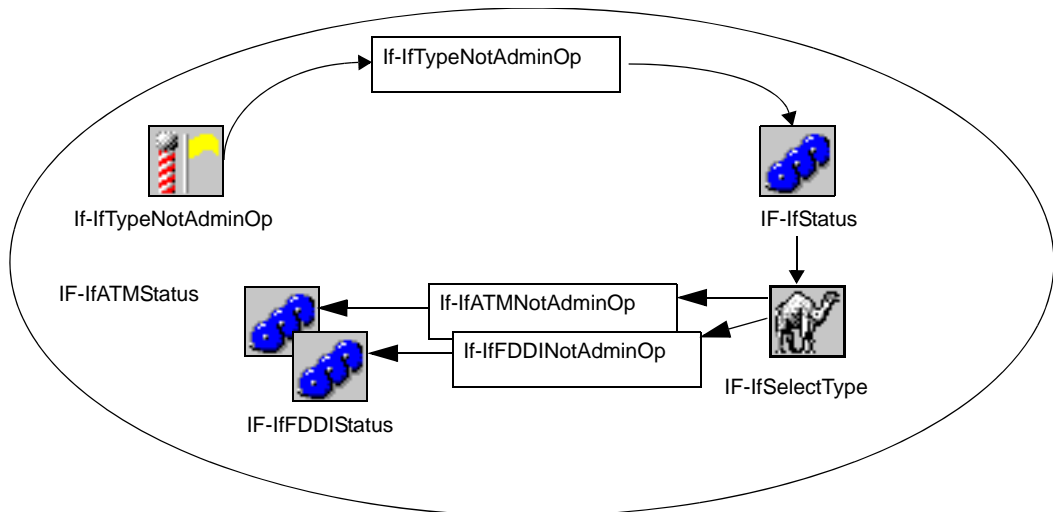 If-IfTypeNotAdminOp
If-IfTypeNotAdminOp
IF-IfStatus
IF-IfATMStatus
If-IfATMNotAdminOp
If-IfFDDINotAdminOp
IF-IfSelectType
IF-IfFDDIStatus